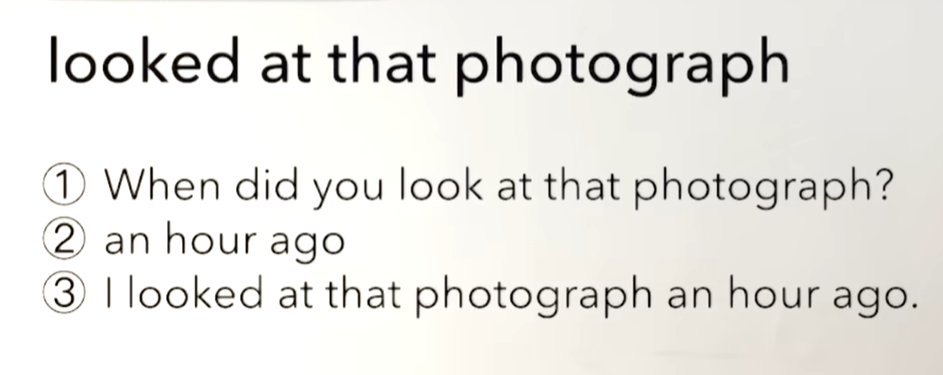 looked at that photograph
① When did you look at that photograph?
② an hour ago
③ I looked at that photograph an hour ago.